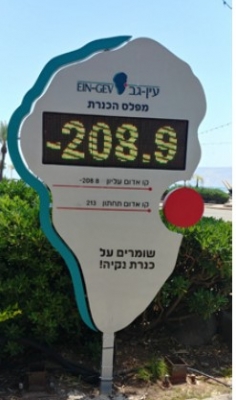 EIN-GEV עין-גב
מפלס הכנרת
-208.9
קו אדום עליון -208.8
קו אדום תחתון 213
שומרים על
כנרת נקיה!